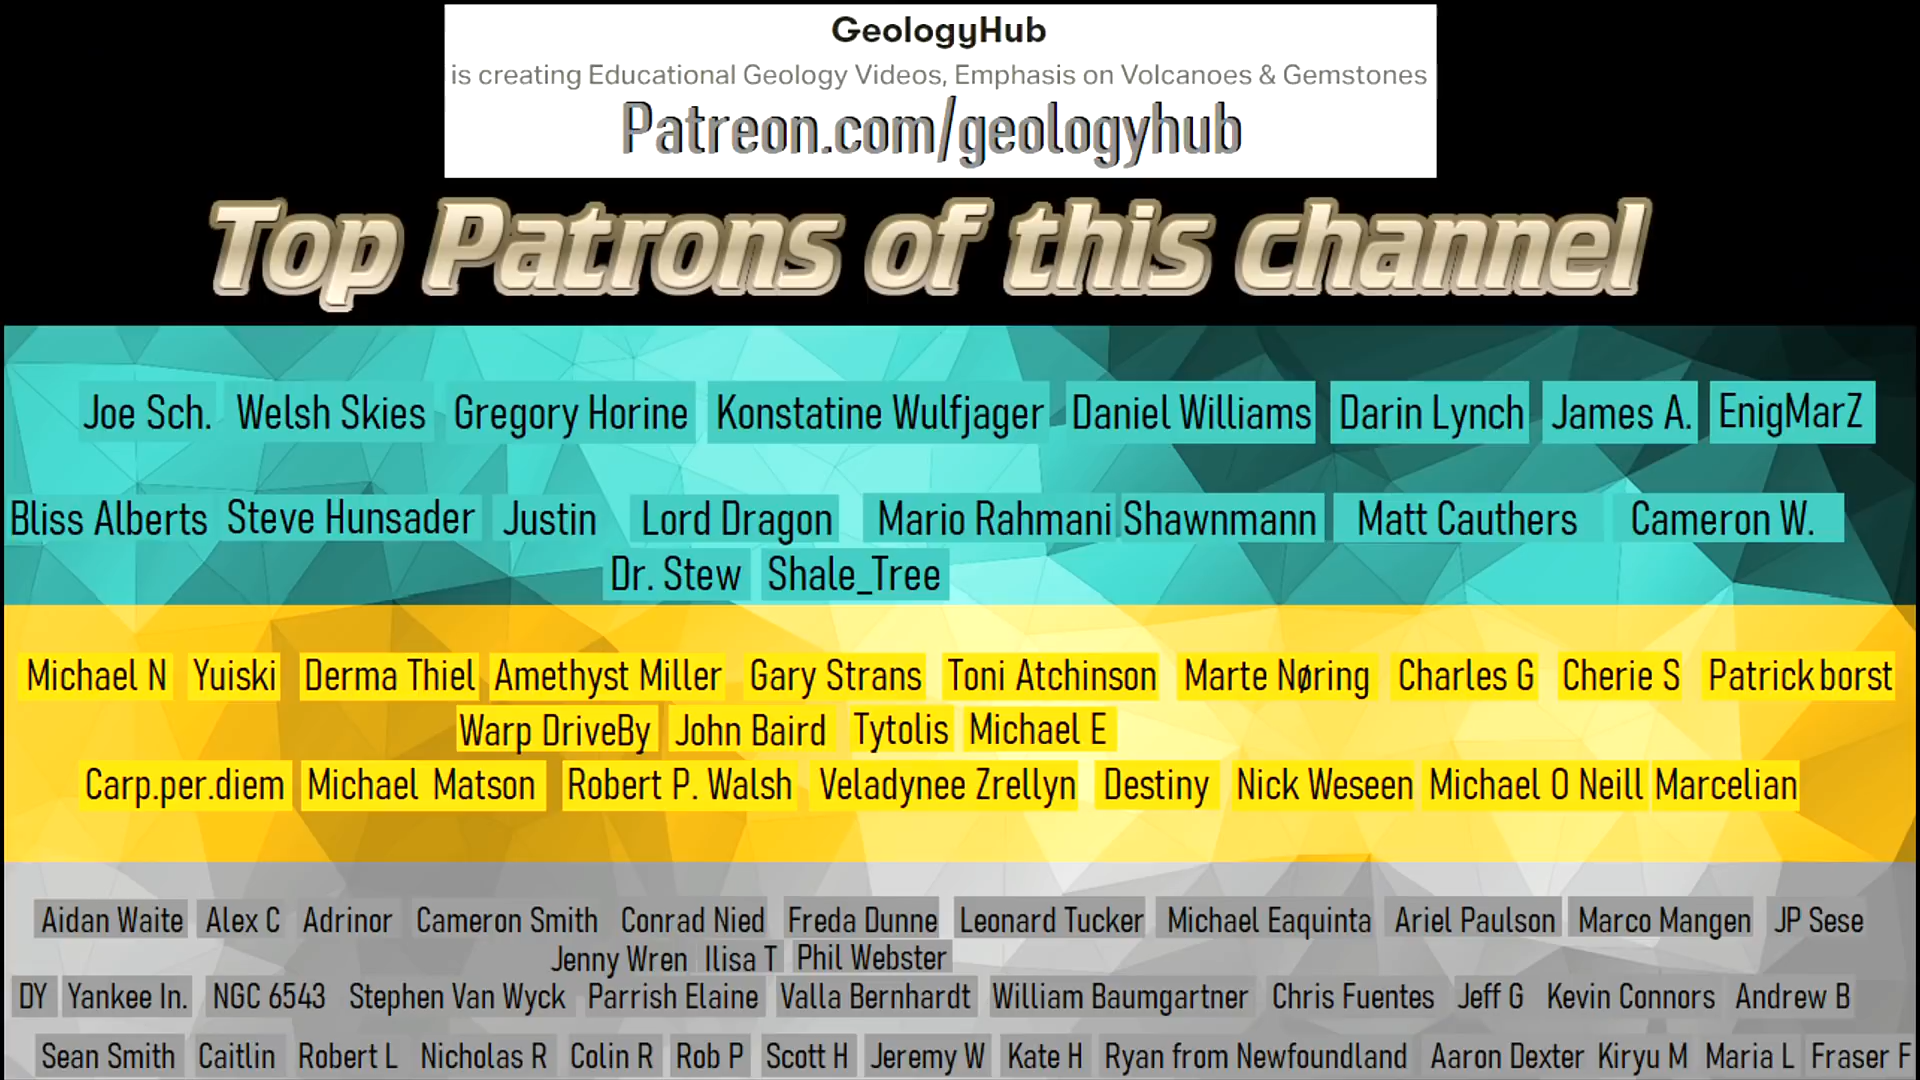 GeologyHub
is creating Educational Geology Videos, Emphasis on Volcanoes & Gemstones
Patreon.com/geologyhub
Top Patrons of this channel
Joe Sch. Welsh Skies Gregory Horine Konstatine Wulfjager Daniel Williams Darin Lynch James A. EnigMarZ
Bliss Alberts Steve Hunsader Justin Lord Dragon Mario Rahmani Shawnmann Matt Cauthers Cameron W.
Dr. Stew Shale_Tree
Michael N Yuiski Derma Thiel Amethyst Miller Gary Strans Toni Atchinson Marte Nøring Charles G Cherie S Patrick borst
Warp DriveBy John Baird Tytolis Michael E
Carp.per.diem Michael Matson Robert P. Walsh Veladynee Zrellyn Destiny Nick Weseen Michael O Neill Marcelian
Aidan Waite Alex C Adrinor Cameron Smith Conrad Nied Freda Dunne Leonard Tucker Michael Eaquinta Ariel Paulson Marco Mangen JP Sese
Jenny Wren Ilisa T Phil Webster
DY Yankee In. NGC 6543 Stephen Van Wyck Parrish Elaine Valla Bernhardt William Baumgartner Chris Fuentes Jeff G Kevin Connors Andrew B
Sean Smith Caitlin Robert L Nicholas R Colin R Rob P Scott H Jeremy W Kate H Ryan from Newfoundland Aaron Dexter Kiryu M Maria L Fraser F